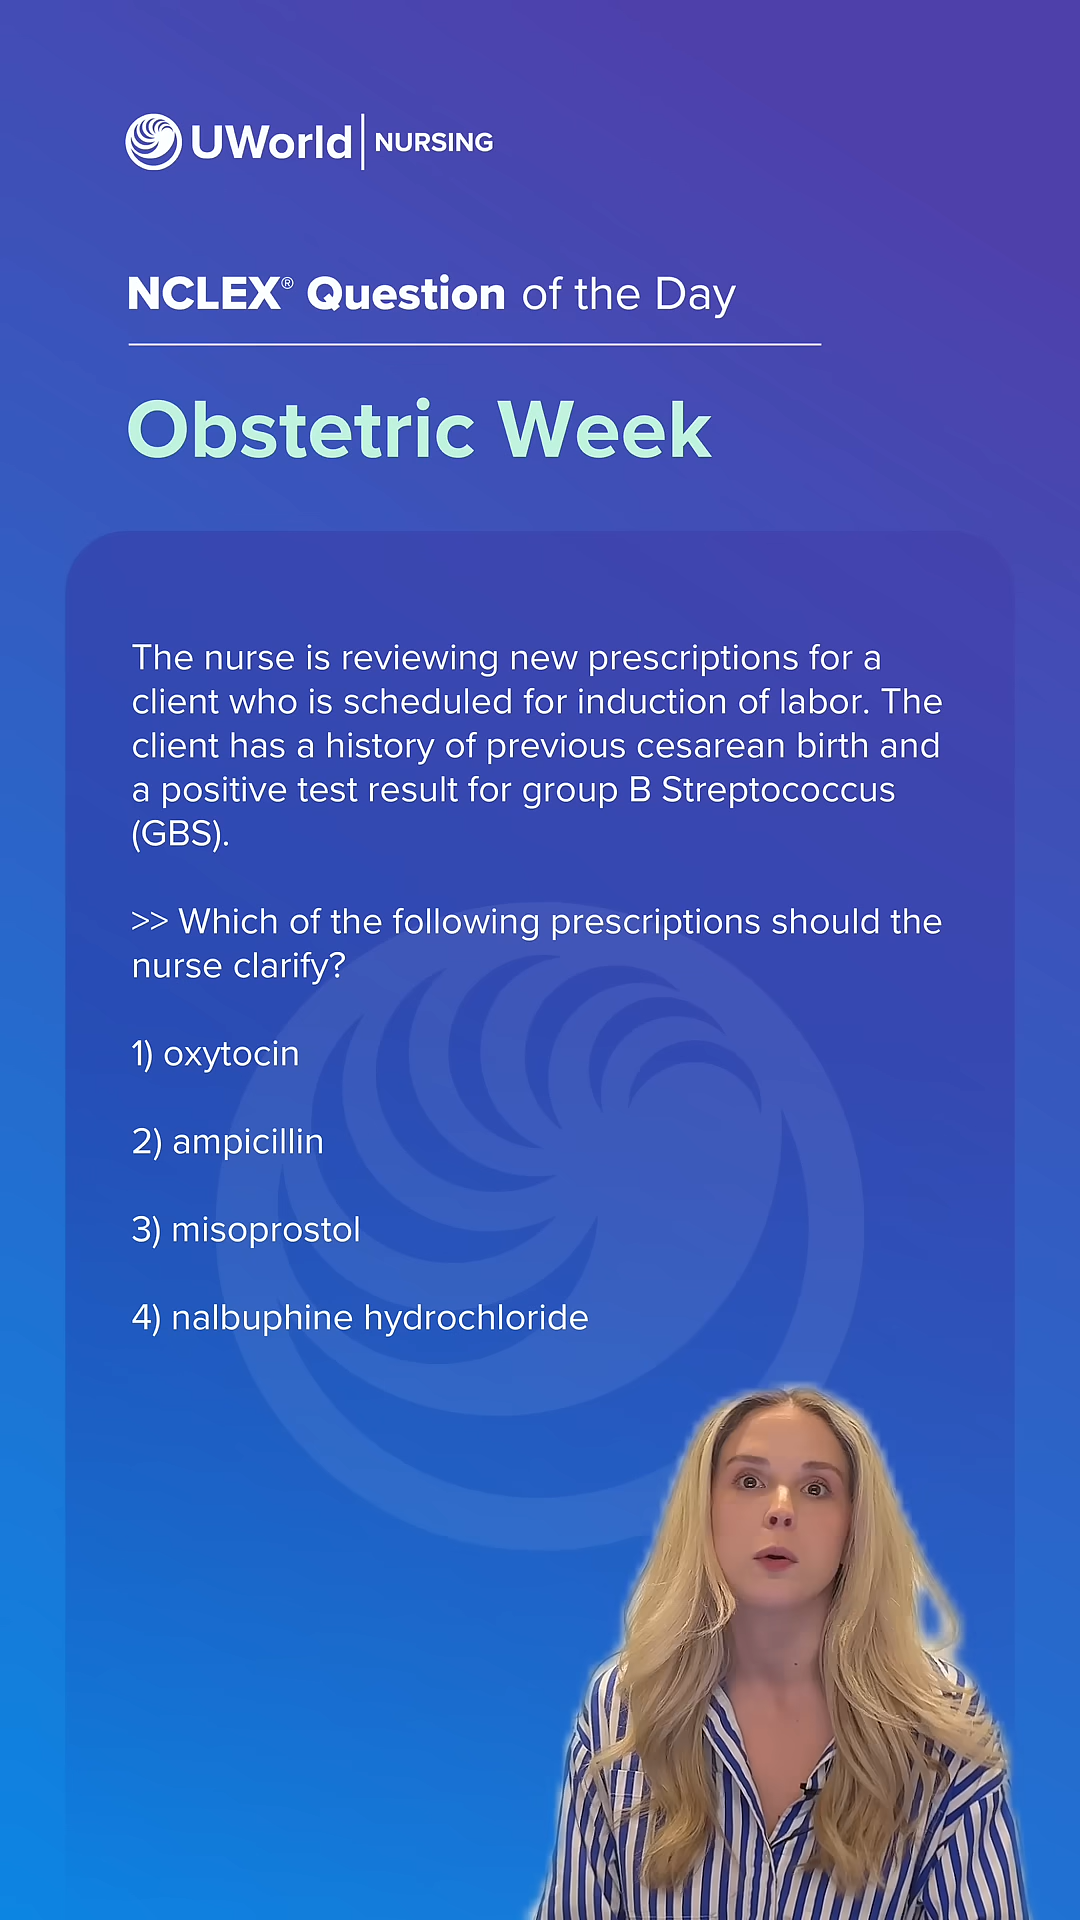 UWorld | NURSING
NCLEX® Question of the Day
Obstetric Week
The nurse is reviewing new prescriptions for a
client who is scheduled for induction of labor. The
client has a history of previous cesarean birth and
a positive test result for group B Streptococcus
(GBS).
>> Which of the following prescriptions should the
nurse clarify?
1) oxytocin
2) ampicillin
3) misoprostol
4) nalbuphine hydrochloride